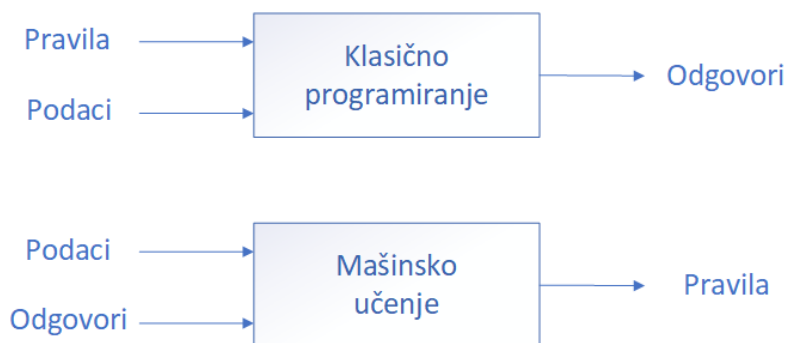 Pravila
Podaci
Klasično
programiranje
Odgovori
Podaci
Odgovori
Mašinsko
učenje
Pravila